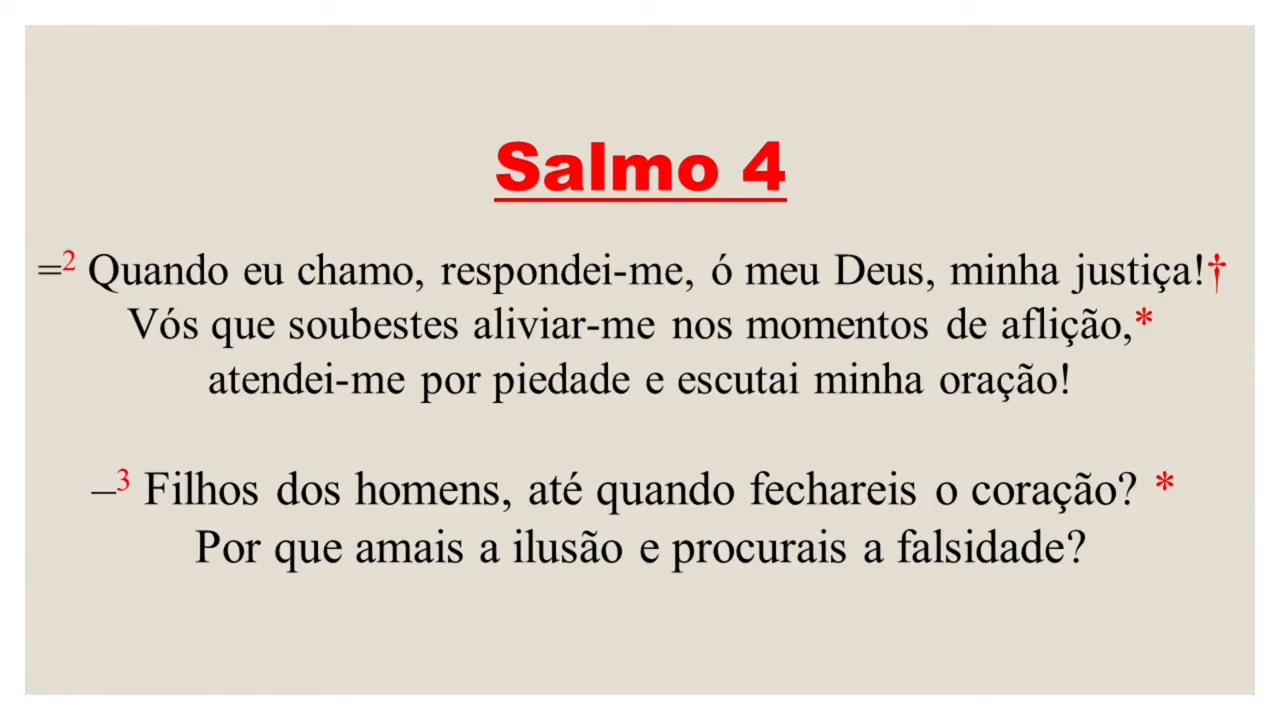 Salmo 4
=² Quando eu chamo, respondei-me, ó meu Deus, minha justiça!†
Vós que soubestes aliviar-me nos momentos de aflição,*
atendei-me por piedade e escutai minha oração!
–³ Filhos dos homens, até quando fechareis o coração? *
Por que amais a ilusão e procurais a falsidade?